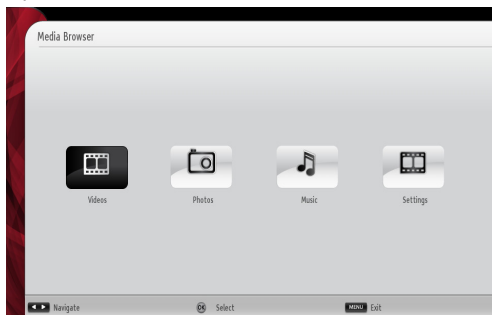 Media Browser
Videos Photos Music Settings
Navigate OK Select MENU Exit